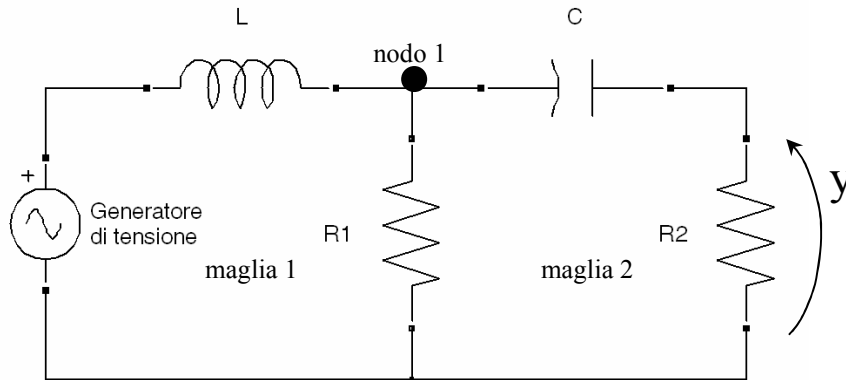 L
C
nodo 1
+
Generatore
di tensione
R1
R2
y
maglia 1
maglia 2